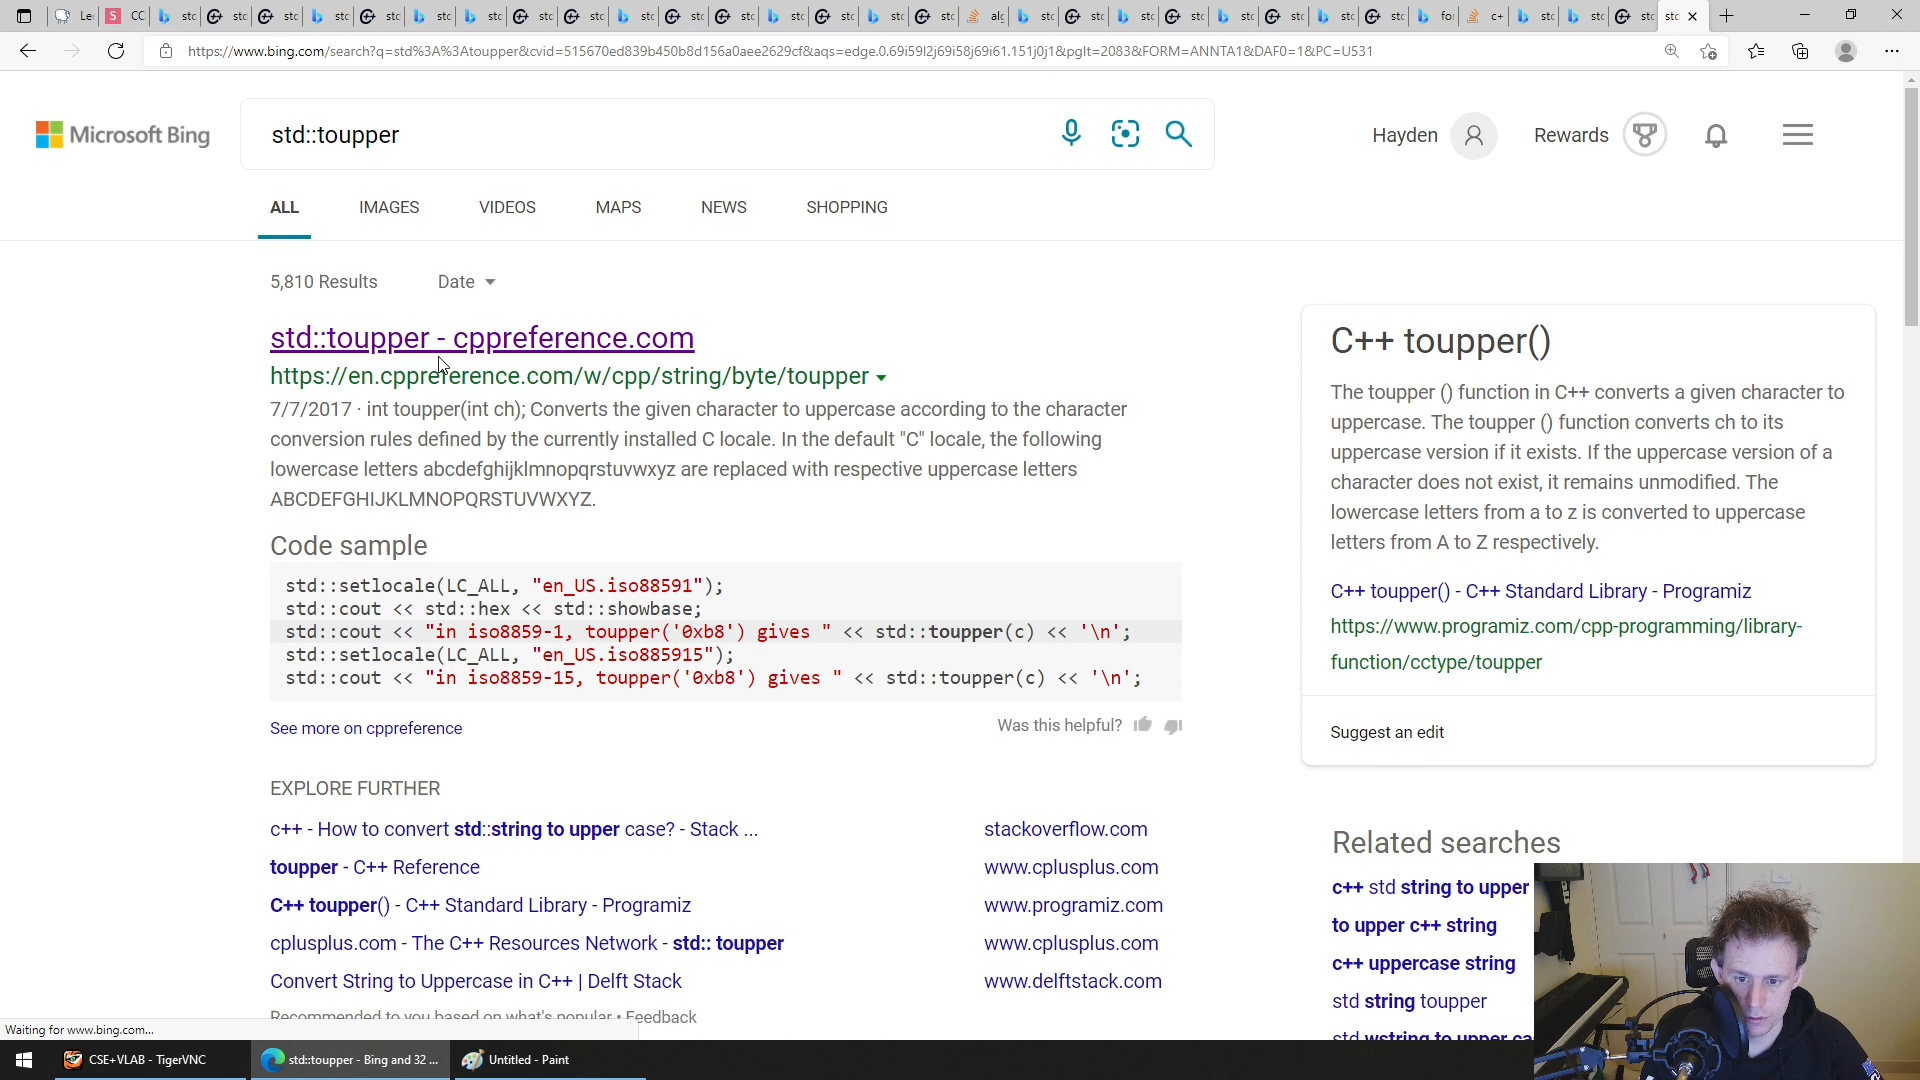 Le
CC
stc
stc
stc
https://www.bing.com/search?q=std%3A%3Atoupper&cvid=515670ed839b450b8d156a0aee2629cf&aqs=edge.0.69i59l2j69i58j69i61.151j0j1&pglt=2083&FORM=ANNTA1&DAF0=1&PC=U531
Microsoft Bing
std::toupper
Hayden
Rewards
ALL IMAGES VIDEOS MAPS NEWS SHOPPING
5,810 Results Date
std::toupper - cppreference.com
https://en.cppreference.com/w/cpp/string/byte/toupper
7/7/2017 · int toupper(int ch); Converts the given character to uppercase according to the character
conversion rules defined by the currently installed C locale. In the default "C" locale, the following
lowercase letters abcdefghijklmnopqrstuvwxyz are replaced with respective uppercase letters
ABCDEFGHIJKLMNOPQRSTUVWXYZ.
Code sample
std::setlocale(LC_ALL, "en_US.iso88591");
std::cout << std::hex << std::showbase;
std::cout << "in iso8859-1, toupper('0xb8') gives " << std::toupper(c) << '\n';
std::setlocale(LC_ALL, "en_US.iso885915");
std::cout << "in iso8859-15, toupper('0xb8') gives " << std::toupper(c) << '\n';
See more on cppreference
Was this helpful?
EXPLORE FURTHER
c++ - How to convert std::string to upper case? - Stack ... stackoverflow.com
toupper - C++ Reference www.cplusplus.com
C++ toupper() - C++ Standard Library - Programiz www.programiz.com
cplusplus.com - The C++ Resources Network - std:: toupper www.cplusplus.com
Convert String to Uppercase in C++ | Delft Stack www.delftstack.com
Recommended to you based on what's popular • Feedback
C++ toupper()
The toupper () function in C++ converts a given character to
uppercase. The toupper () function converts ch to its
uppercase version if it exists. If the uppercase version of a
character does not exist, it remains unmodified. The
lowercase letters from a to z is converted to uppercase
letters from A to Z respectively.
C++ toupper() - C++ Standard Library - Programiz
https://www.programiz.com/cpp-programming/library-
function/cctype/toupper
Suggest an edit
Related searches
c++ std string to upper
to upper c++ string
c++ uppercase string
std string toupper
std wstring to upper ca
Waiting for www.bing.com...
CSE+VLAB - TigerVNC
std::toupper - Bing and 32 ...
Untitled - Paint